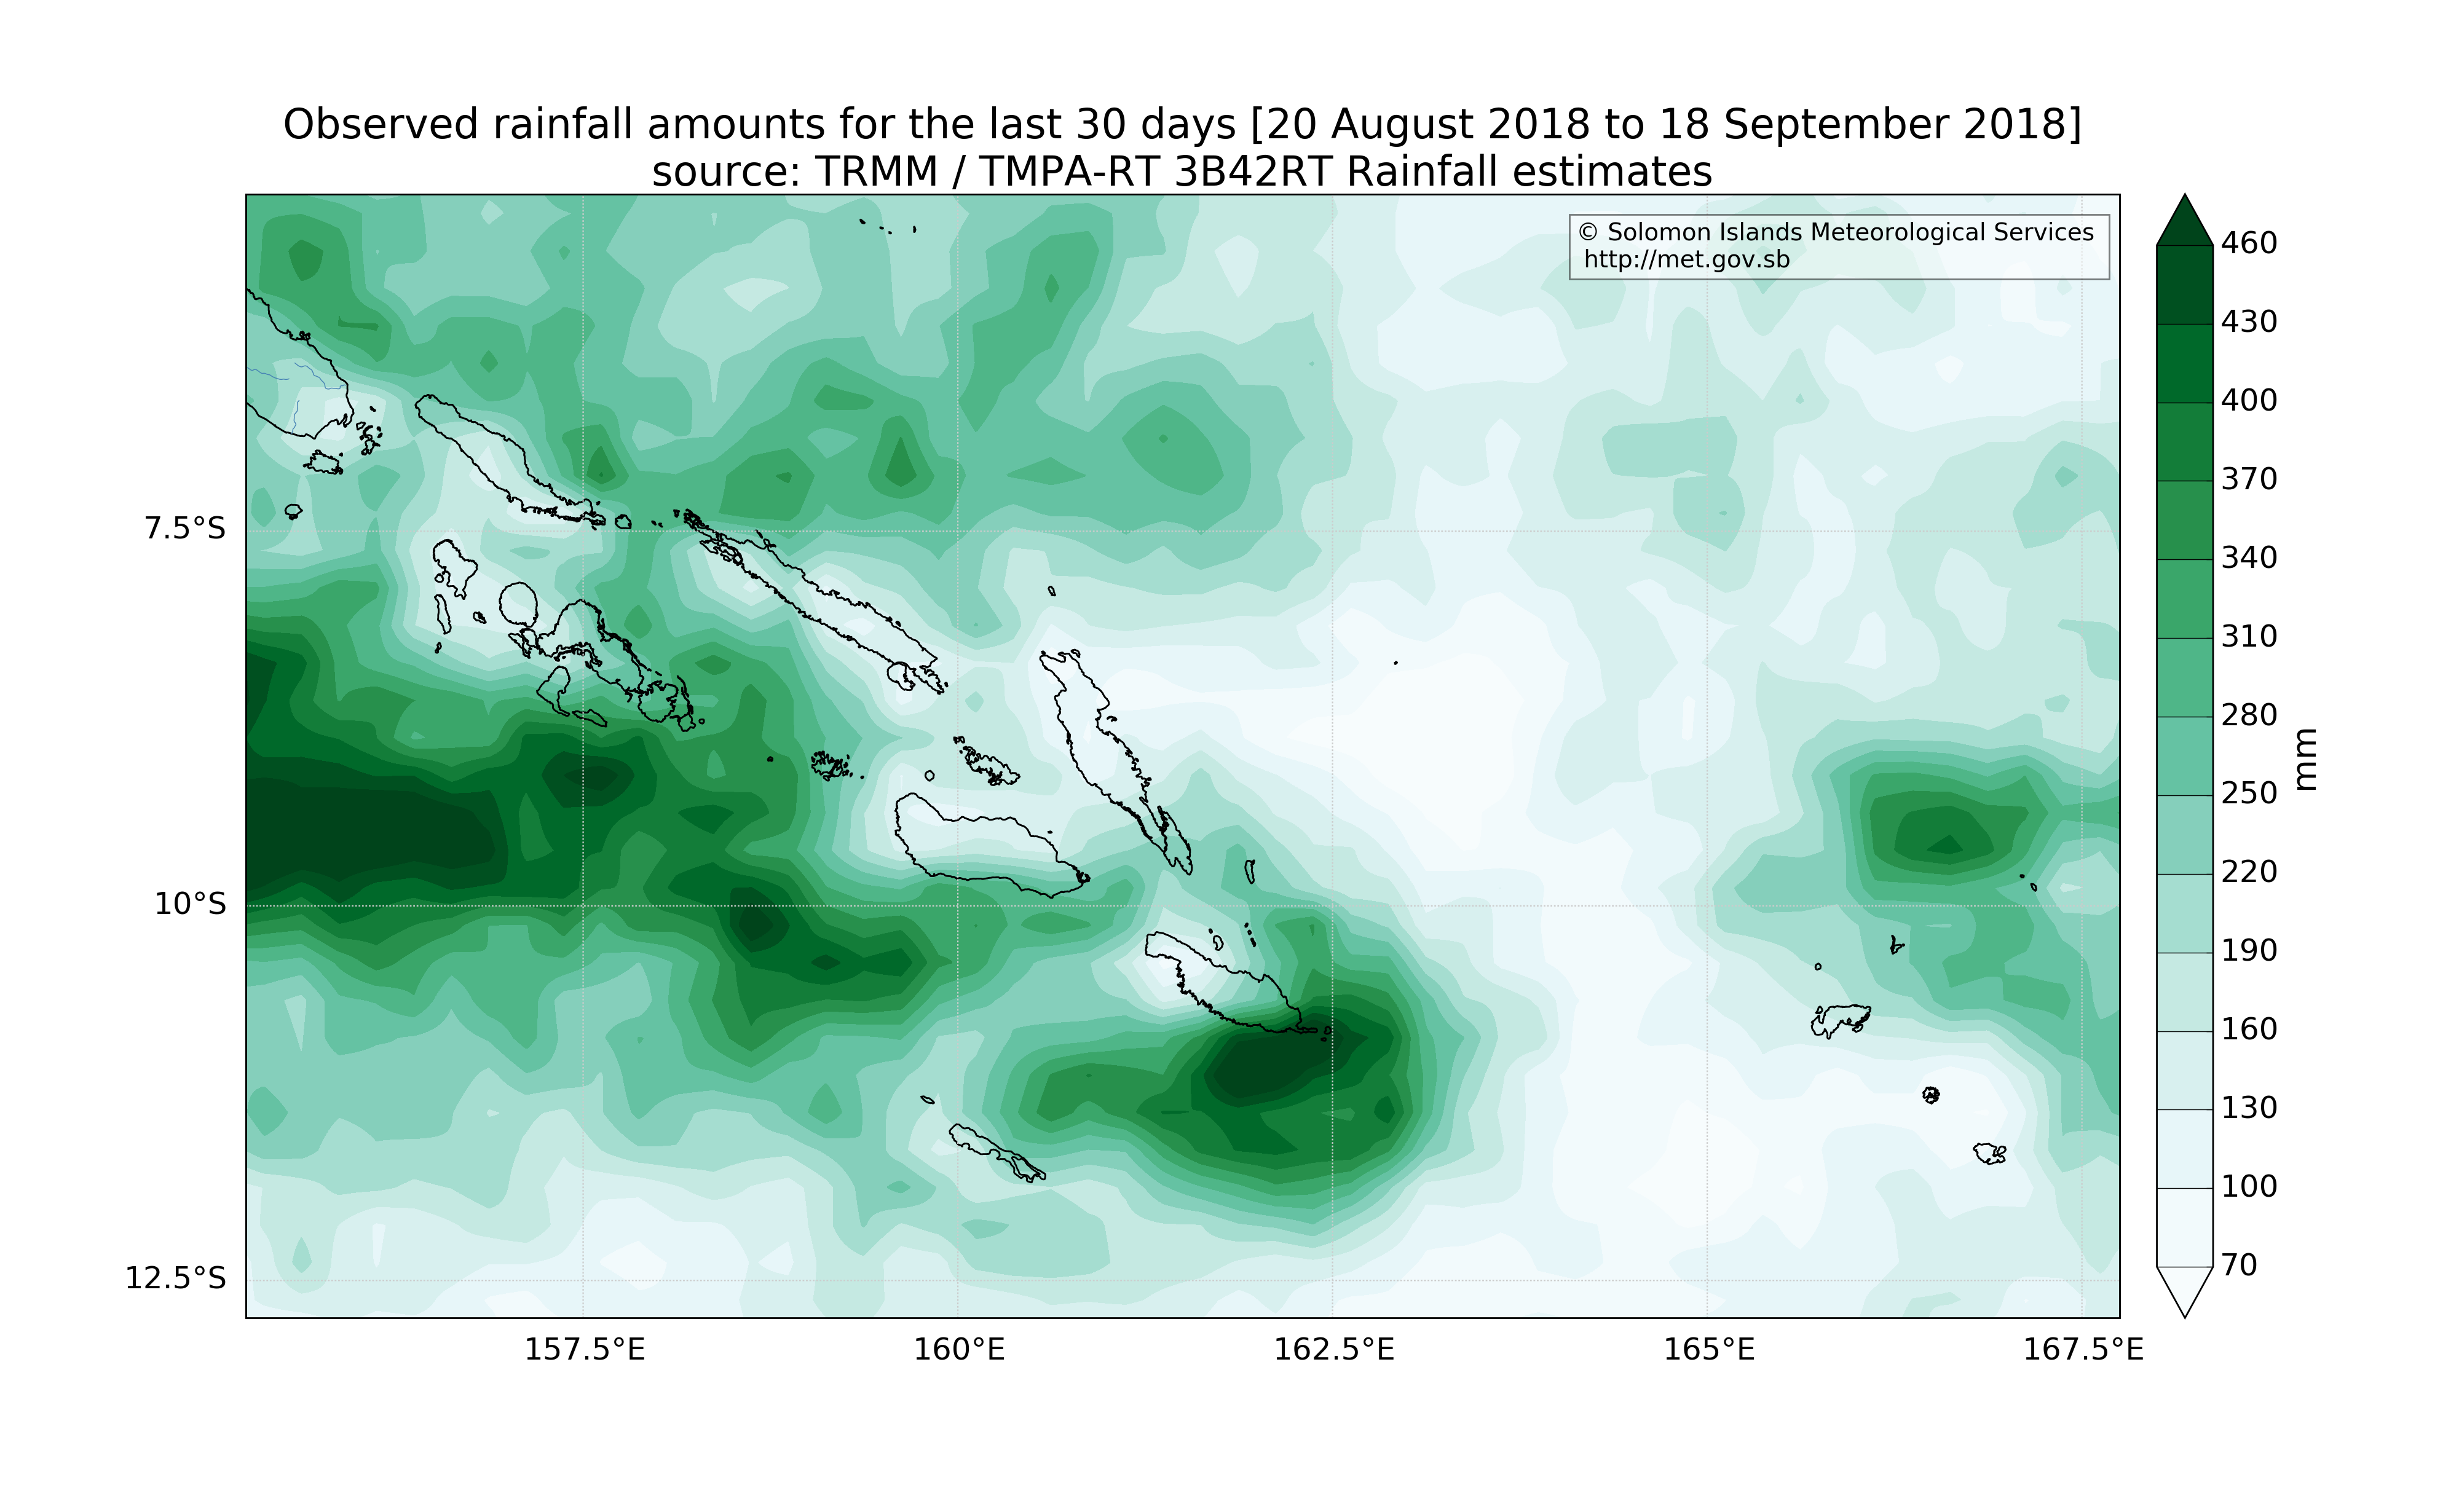 Observed rainfall amounts for the last 30 days [20 August 2018 to 18 September 2018]
source: TRMM / TMPA-RT 3B42RT Rainfall estimates
© Solomon Islands Meteorological Services
http://met.gov.sb
7.5°S
10°S
12.5°S
157.5°E
160°E
162.5°E
165°E
167.5°E
460
430
400
370
340
310
280
250
220
190
160
130
100
70
mm